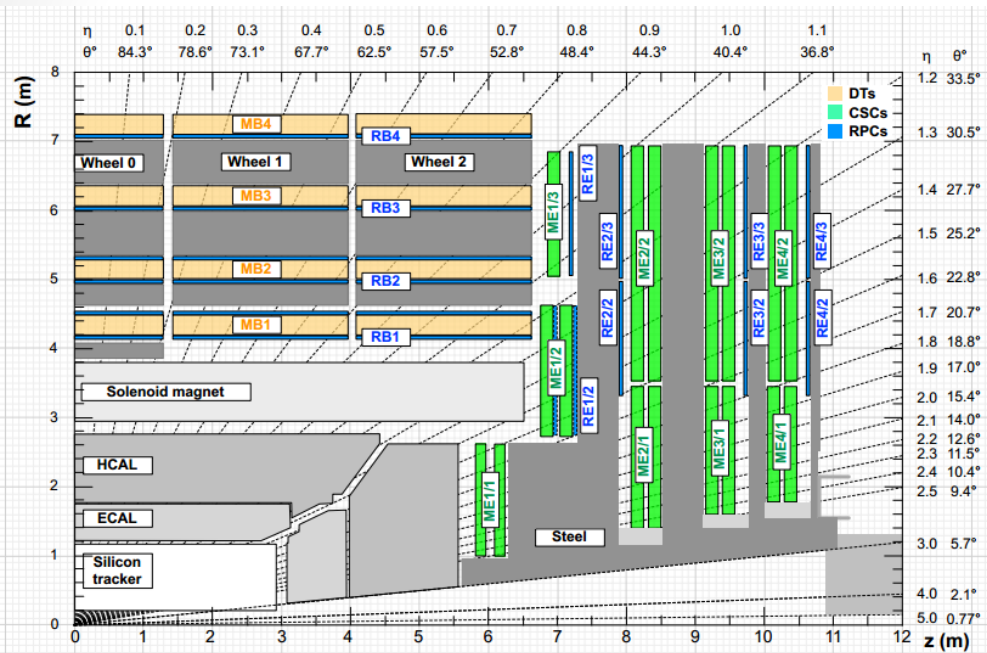 η 0.1 0.2 0.3 0.4 0.5 0.6 0.7 0.8 0.9 1.0 1.1
θ° 84.3° 78.6° 73.1° 67.7° 62.5° 57.5° 52.8° 48.4° 44.3° 40.4° 36.8° η θ°
R (m)
8 1.2 33.5°
DTs
CSCs
RPCs
MB4
RB4
7 1.3 30.5°
Wheel 0 Wheel 1 Wheel 2
RE1/3
ME1/3
MB3
RB3
6 1.4 27.7°
RE2/3 ME2/2 ME3/2 RE3/3 ME4/2 RE4/3
1.5 25.2°
MB2
RB2
5 1.6 22.8°
RE2/2 RE3/2 RE4/2
1.7 20.7°
MB1
RB1
4 1.8 18.8°
ME1/2
1.9 17.0°
Solenoid magnet
RE1/2
2.0 15.4°
3 2.1 14.0°
2.2 12.6°
ME2/1 ME3/1 ME4/1
2.3 11.5°
HCAL
2.4 10.4°
2 2.5 9.4°
ME1/1
ECAL
Steel
1 3.0 5.7°
Silicon
tracker
4.0 2.1°
0 5.0 0.77°
0 1 2 3 4 5 6 7 8 9 10 11 12
z (m)